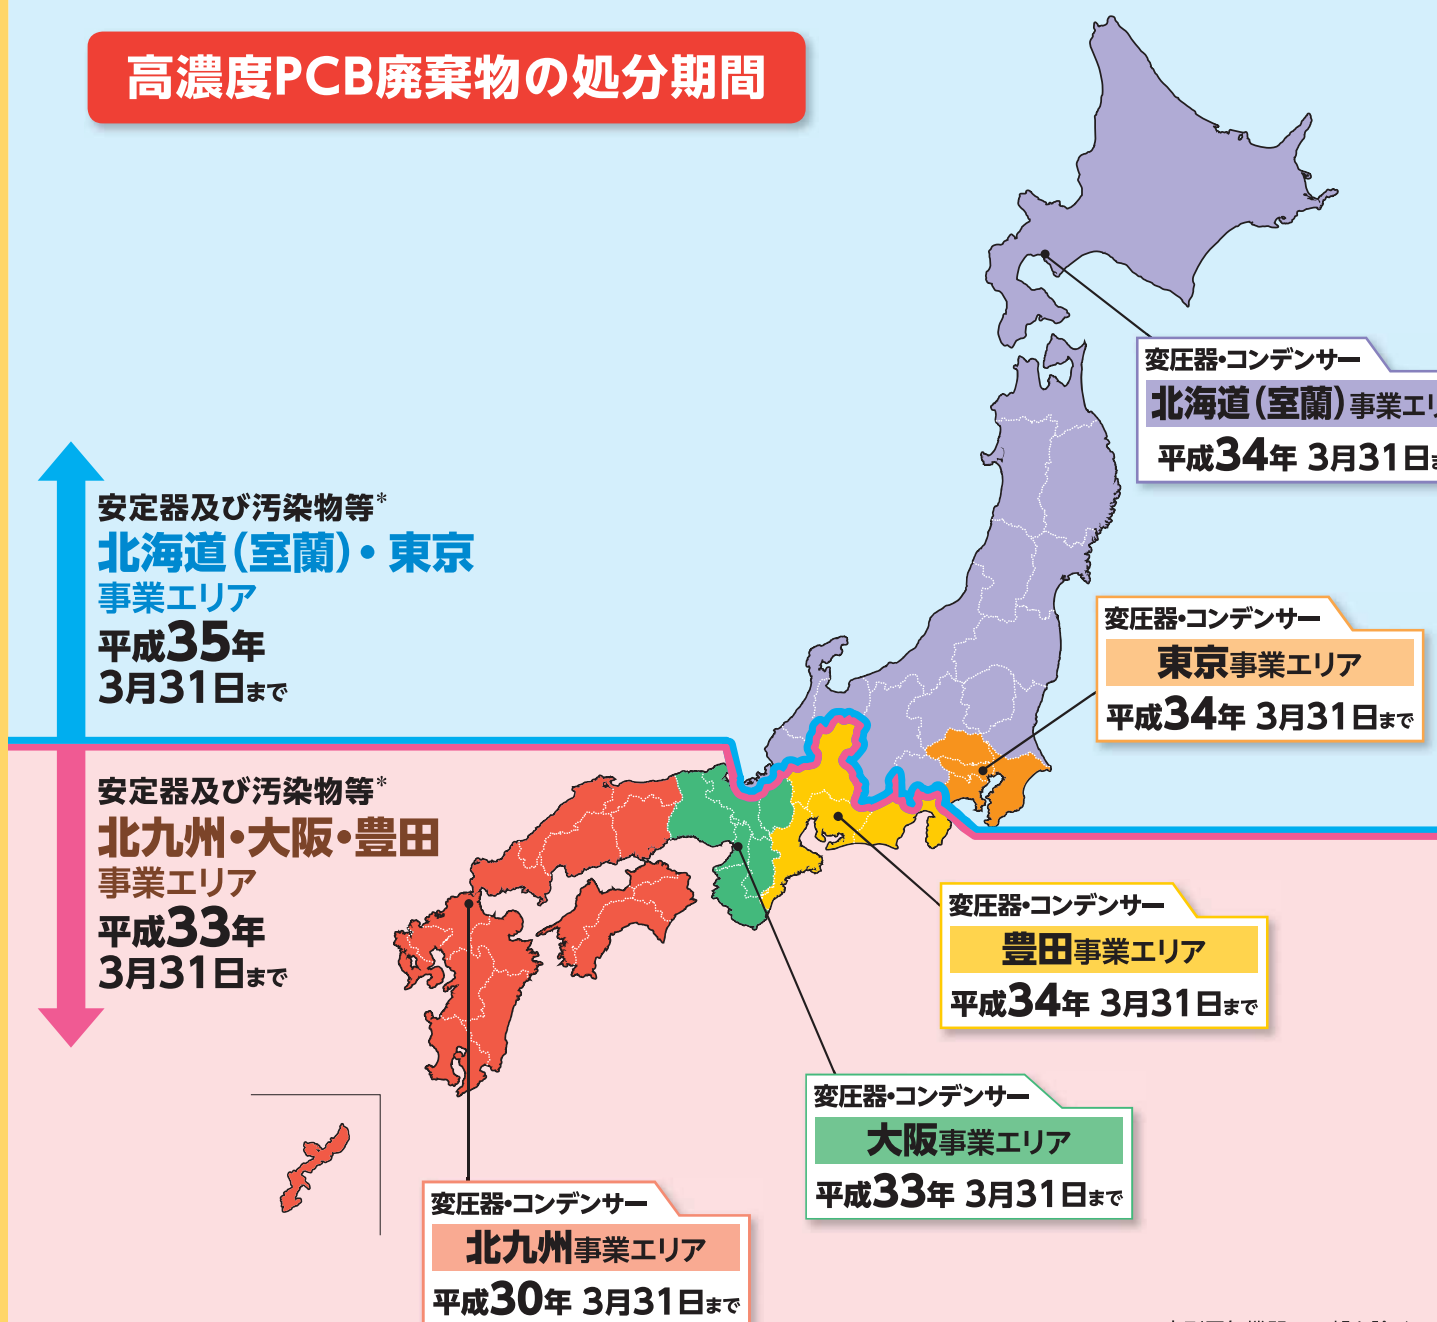 高濃度PCB廃棄物の処分期間
変圧器・コンデンサー
北海道(室蘭)事業エリ
平成34年 3月31日ま
安定器及び汚染物等*
北海道(室蘭)・東京
事業エリア
平成35年
3月31日まで
変圧器・コンデンサー
東京事業エリア
平成34年 3月31日まで
安定器及び汚染物等*
北九州・大阪・豊田
事業エリア
平成33年
3月31日まで
変圧器・コンデンサー
豊田事業エリア
平成34年 3月31日まで
変圧器・コンデンサー
大阪事業エリア
平成33年 3月31日まで
変圧器・コンデンサー
北九州事業エリア
平成30年 3月31日まで